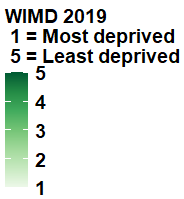 WIMD 2019
1 = Most deprived
5 = Least deprived
5
4
3
2
1